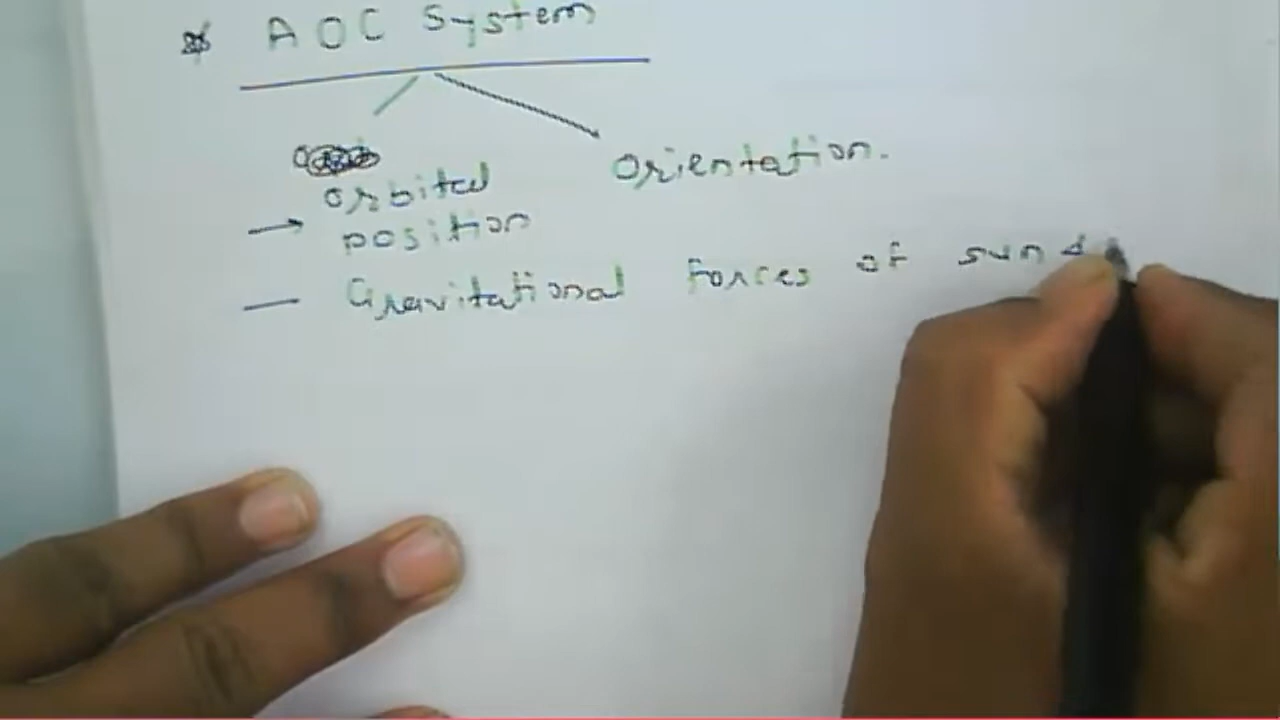 * AOC System
orbital
Orientation.
→ position
— Gravitational forces of sun &